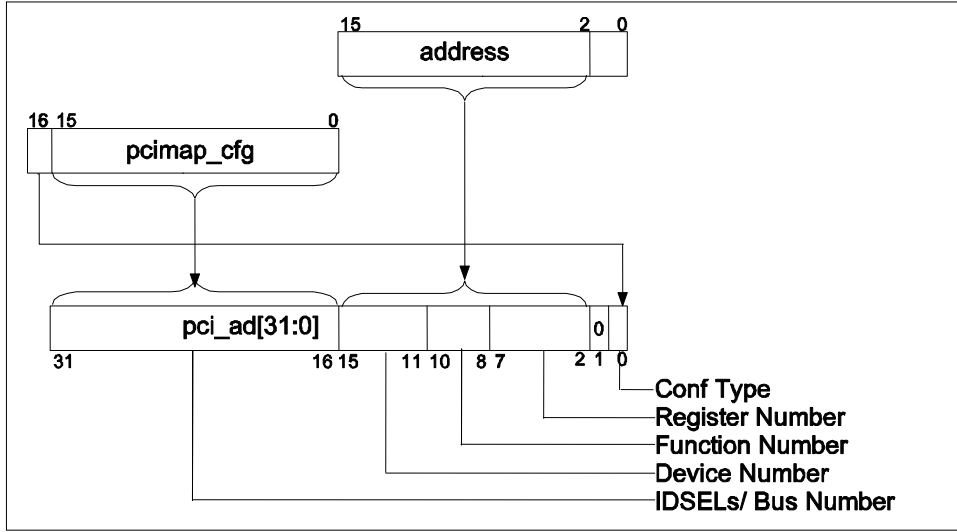 15 2 0
address
16 15 0
pcimap_cfg
pci_ad[31:0] 0
31 16 15 11 10 8 7 2 1 0
Conf Type
Register Number
Function Number
Device Number
IDSELs/ Bus Number